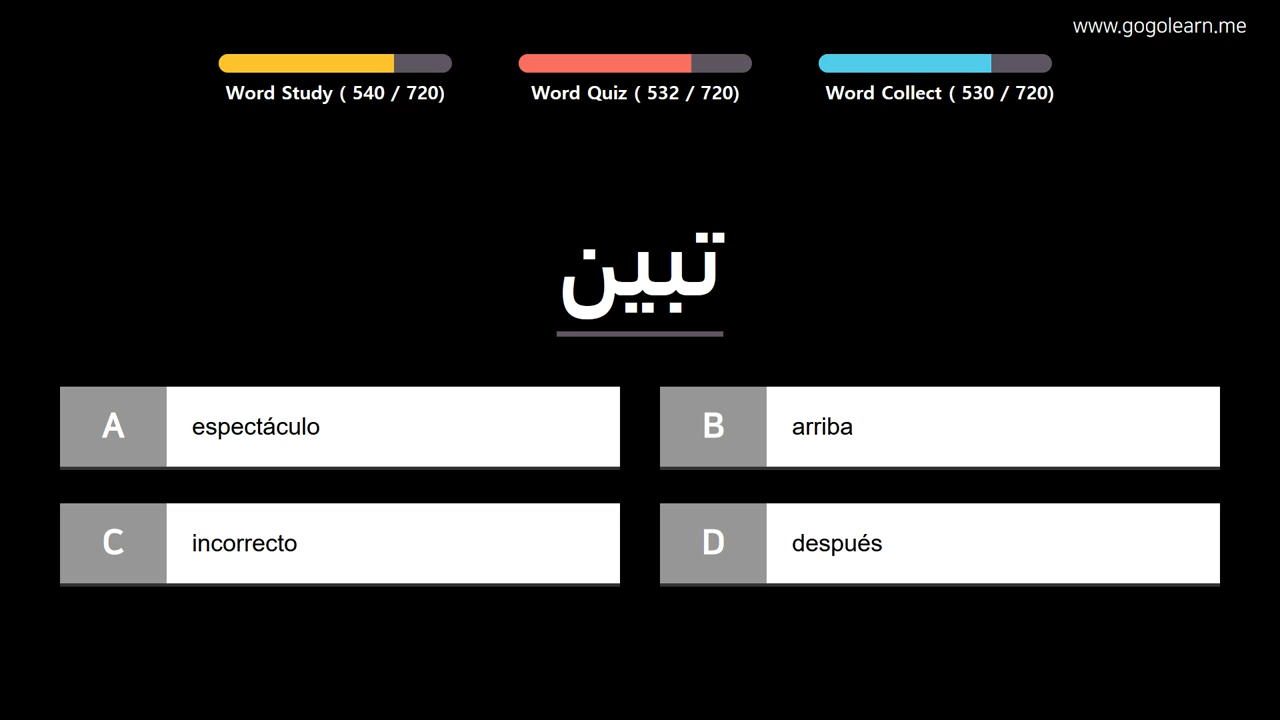 www.gogolearn.me
Word Study ( 540 / 720)
Word Quiz ( 532 / 720)
Word Collect ( 530 / 720)
تبين
A espectáculo
B arriba
C incorrecto
D después